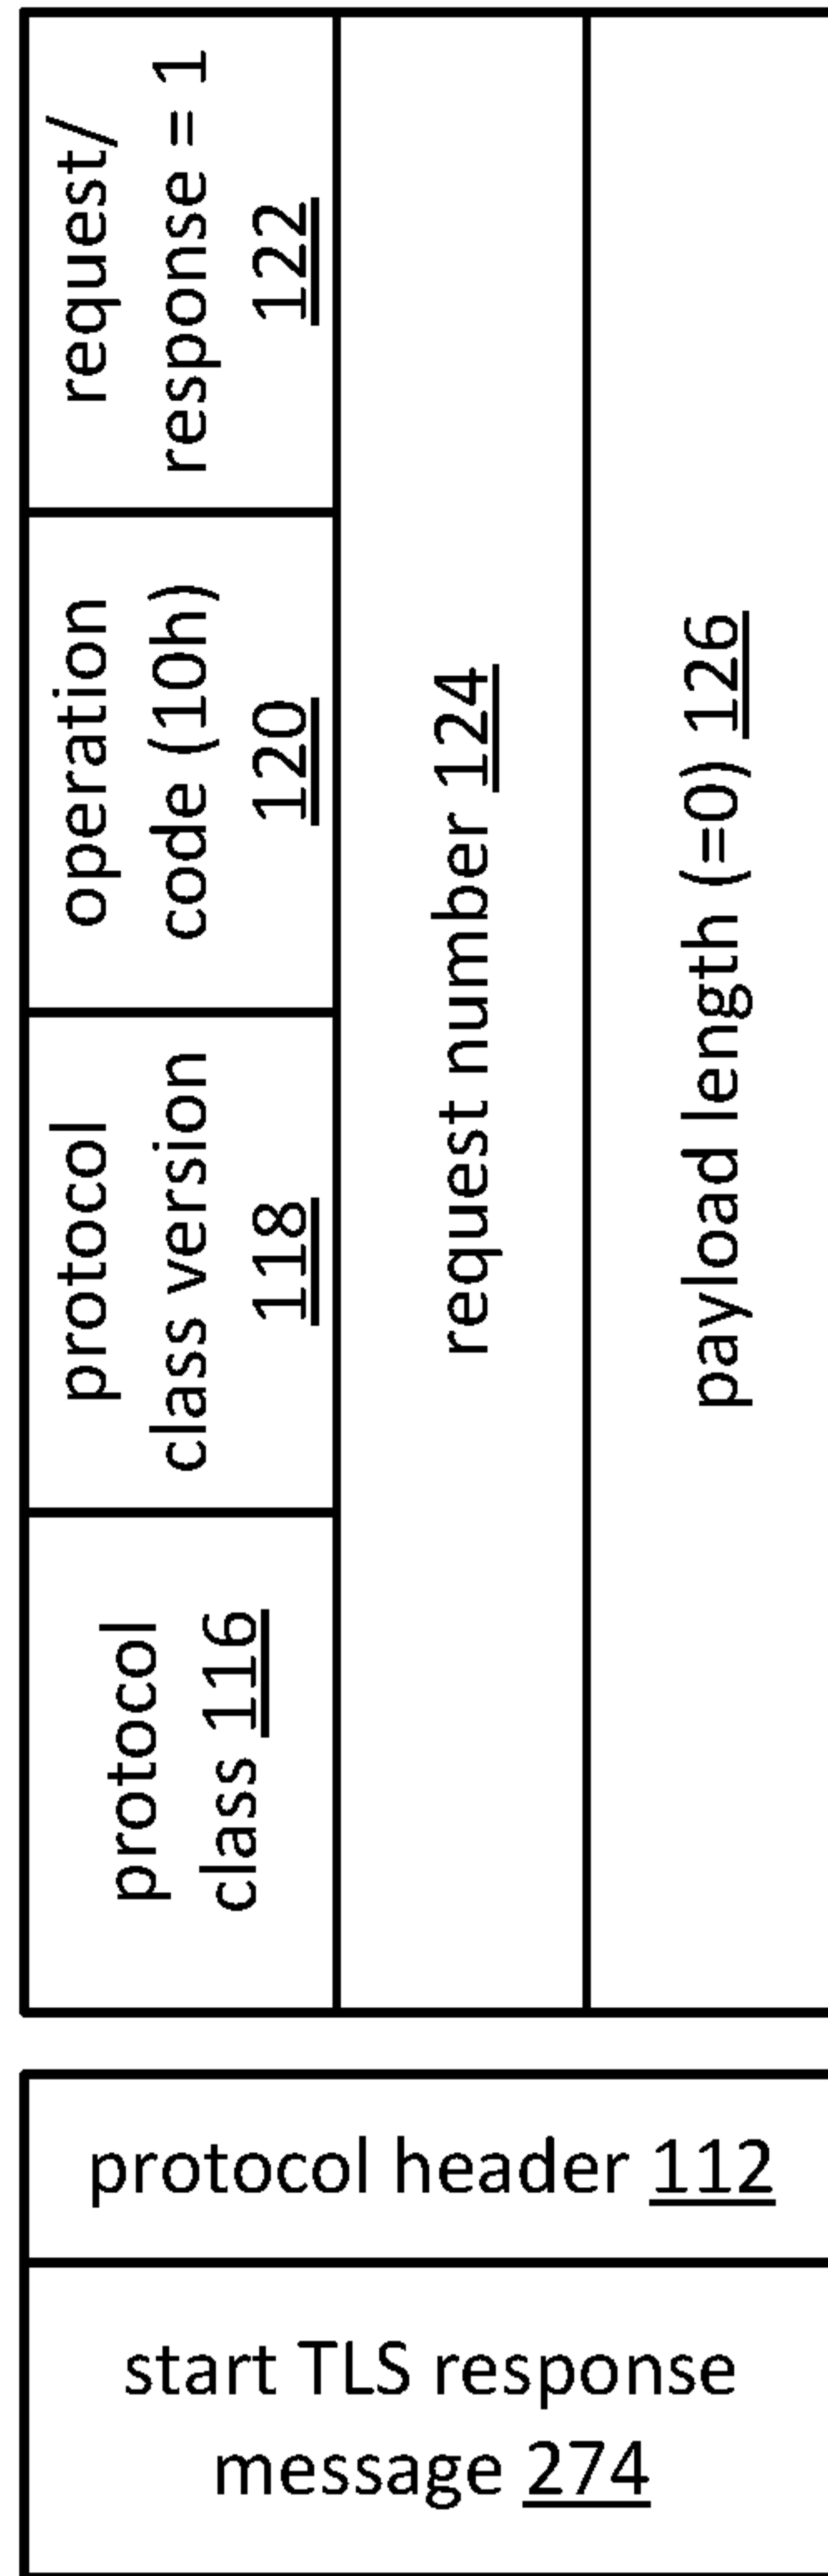 protocol
class 116
protocol
class version
118
operation
code (10h)
120
request/
response = 1
122
request number 124
payload length (=0) 126
protocol header 112
start TLS response
message 274